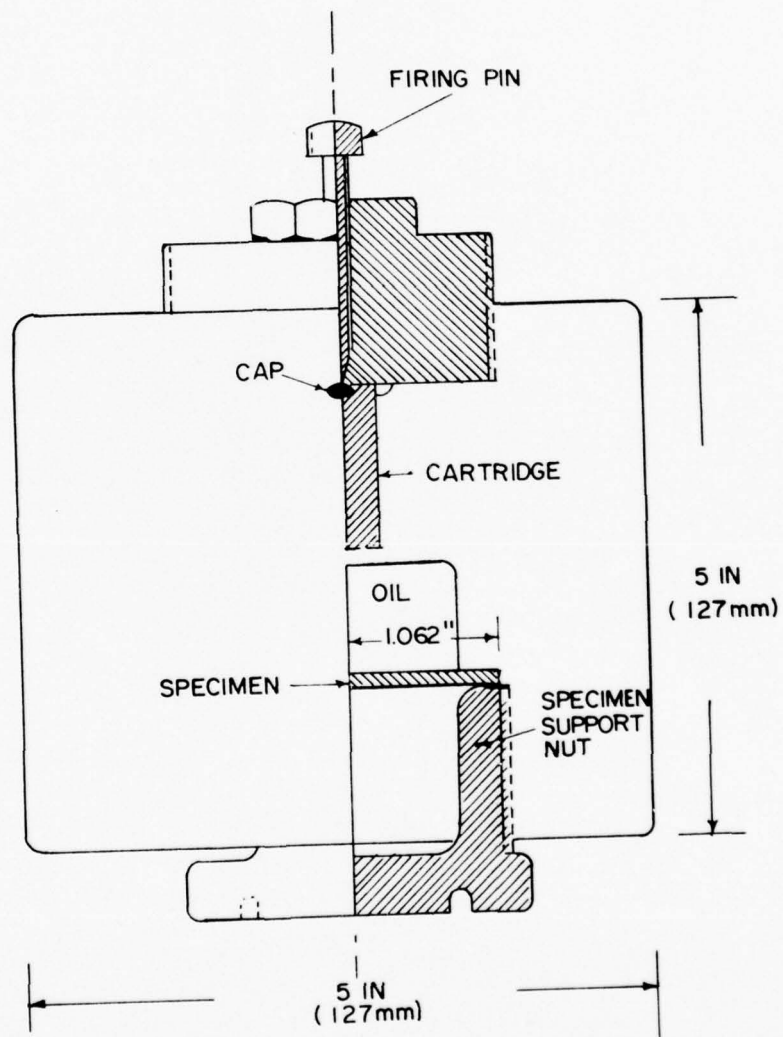 FIRING PIN
CAP
CARTRIDGE
OIL
1.062"
5 IN
(127mm)
SPECIMEN
SPECIMEN
SUPPORT
NUT
5 IN
(127mm)